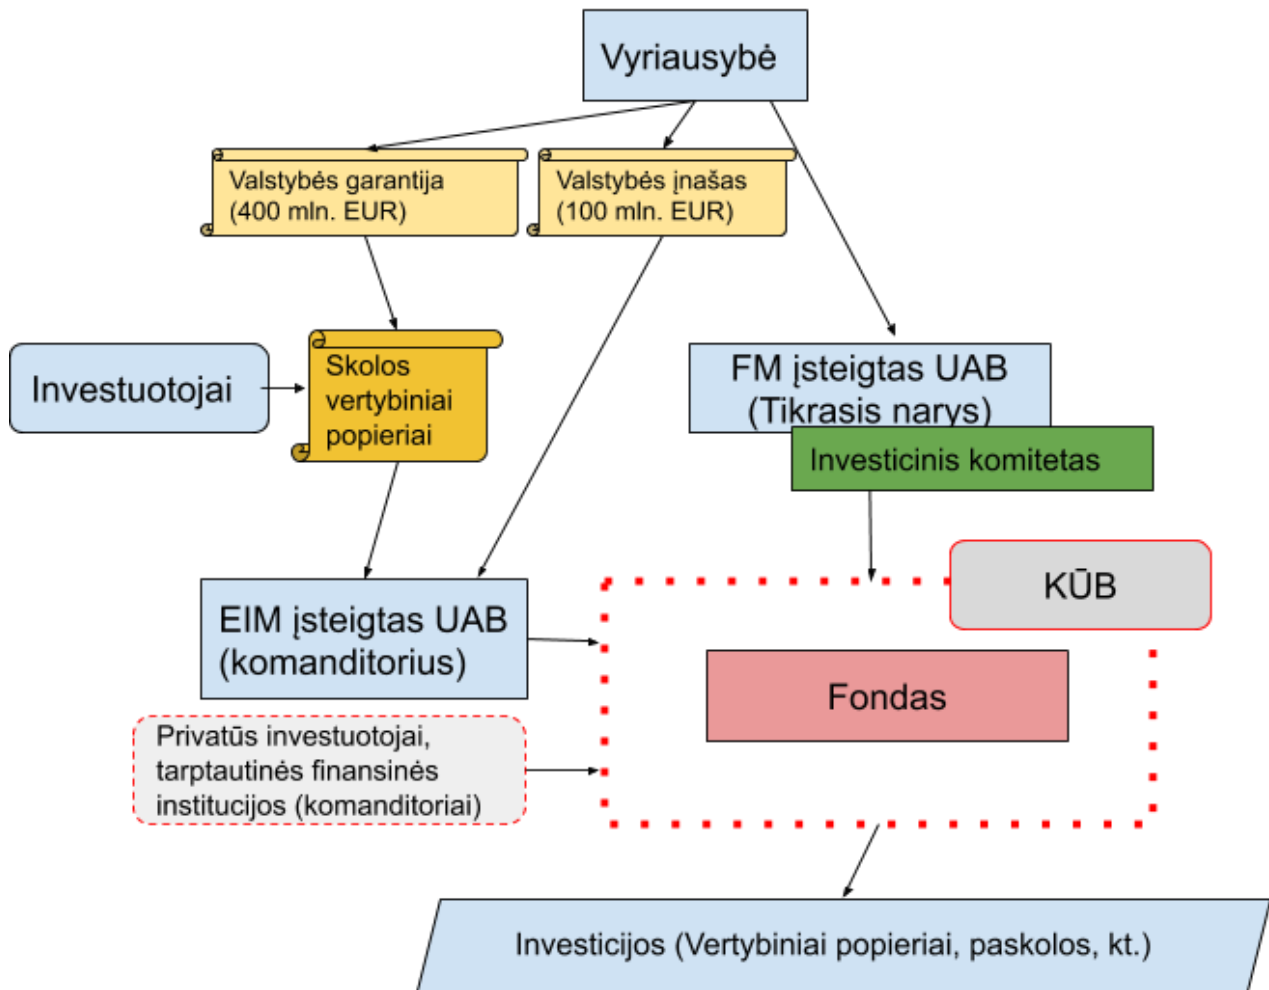 Vyriausybė
Valstybės garantija
(400 mln. EUR)
Valstybės įnašas
(100 mln. EUR)
Investuotojai
Skolos
vertybiniai
popieriai
FM įsteigtas UAB
(Tikrasis narys)
Investicinis komitetas
KŪB
EIM įsteigtas UAB
(komanditorius)
Fondas
Privatūs investuotojai,
tarptautinės finansinės
institucijos (komanditoriai)
Investicijos (Vertybiniai popieriai, paskolos, kt.)